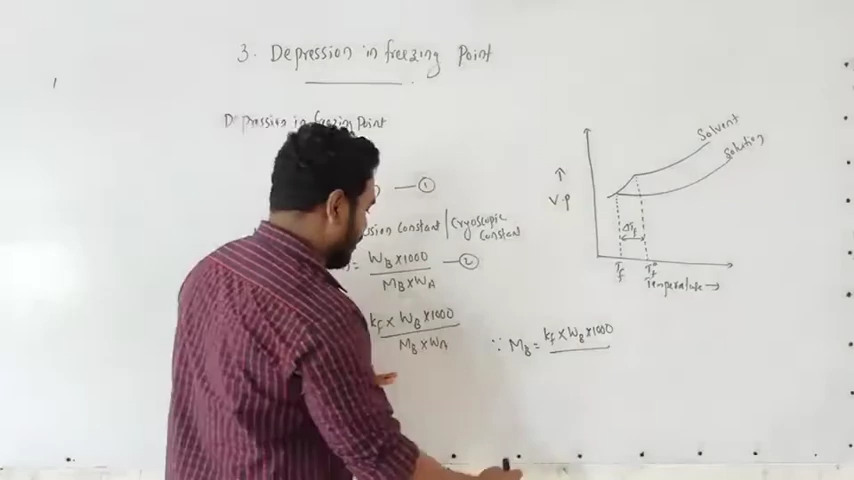 3. Depression in freezing Point
Depression in freezing Point
— ①
Constant | Cryoscopic
Constant
= W_B × 1000 — ②
M_B × W_A
K_f × W_B × 1000
M_B × W_A
∵ M_B = K_f × W_B × 1000
Solvent
Solution
↑
V.p
ΔT_f
T_f T_f°
Temperature →